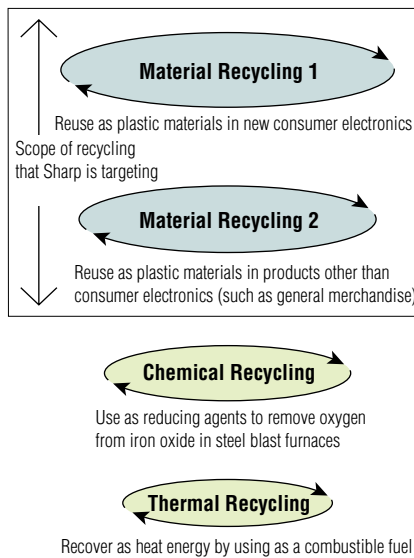 Material Recycling 1
Reuse as plastic materials in new consumer electronics
Scope of recycling
that Sharp is targeting
Material Recycling 2
Reuse as plastic materials in products other than
consumer electronics (such as general merchandise)
Chemical Recycling
Use as reducing agents to remove oxygen
from iron oxide in steel blast furnaces
Thermal Recycling
Recover as heat energy by using as a combustible fuel